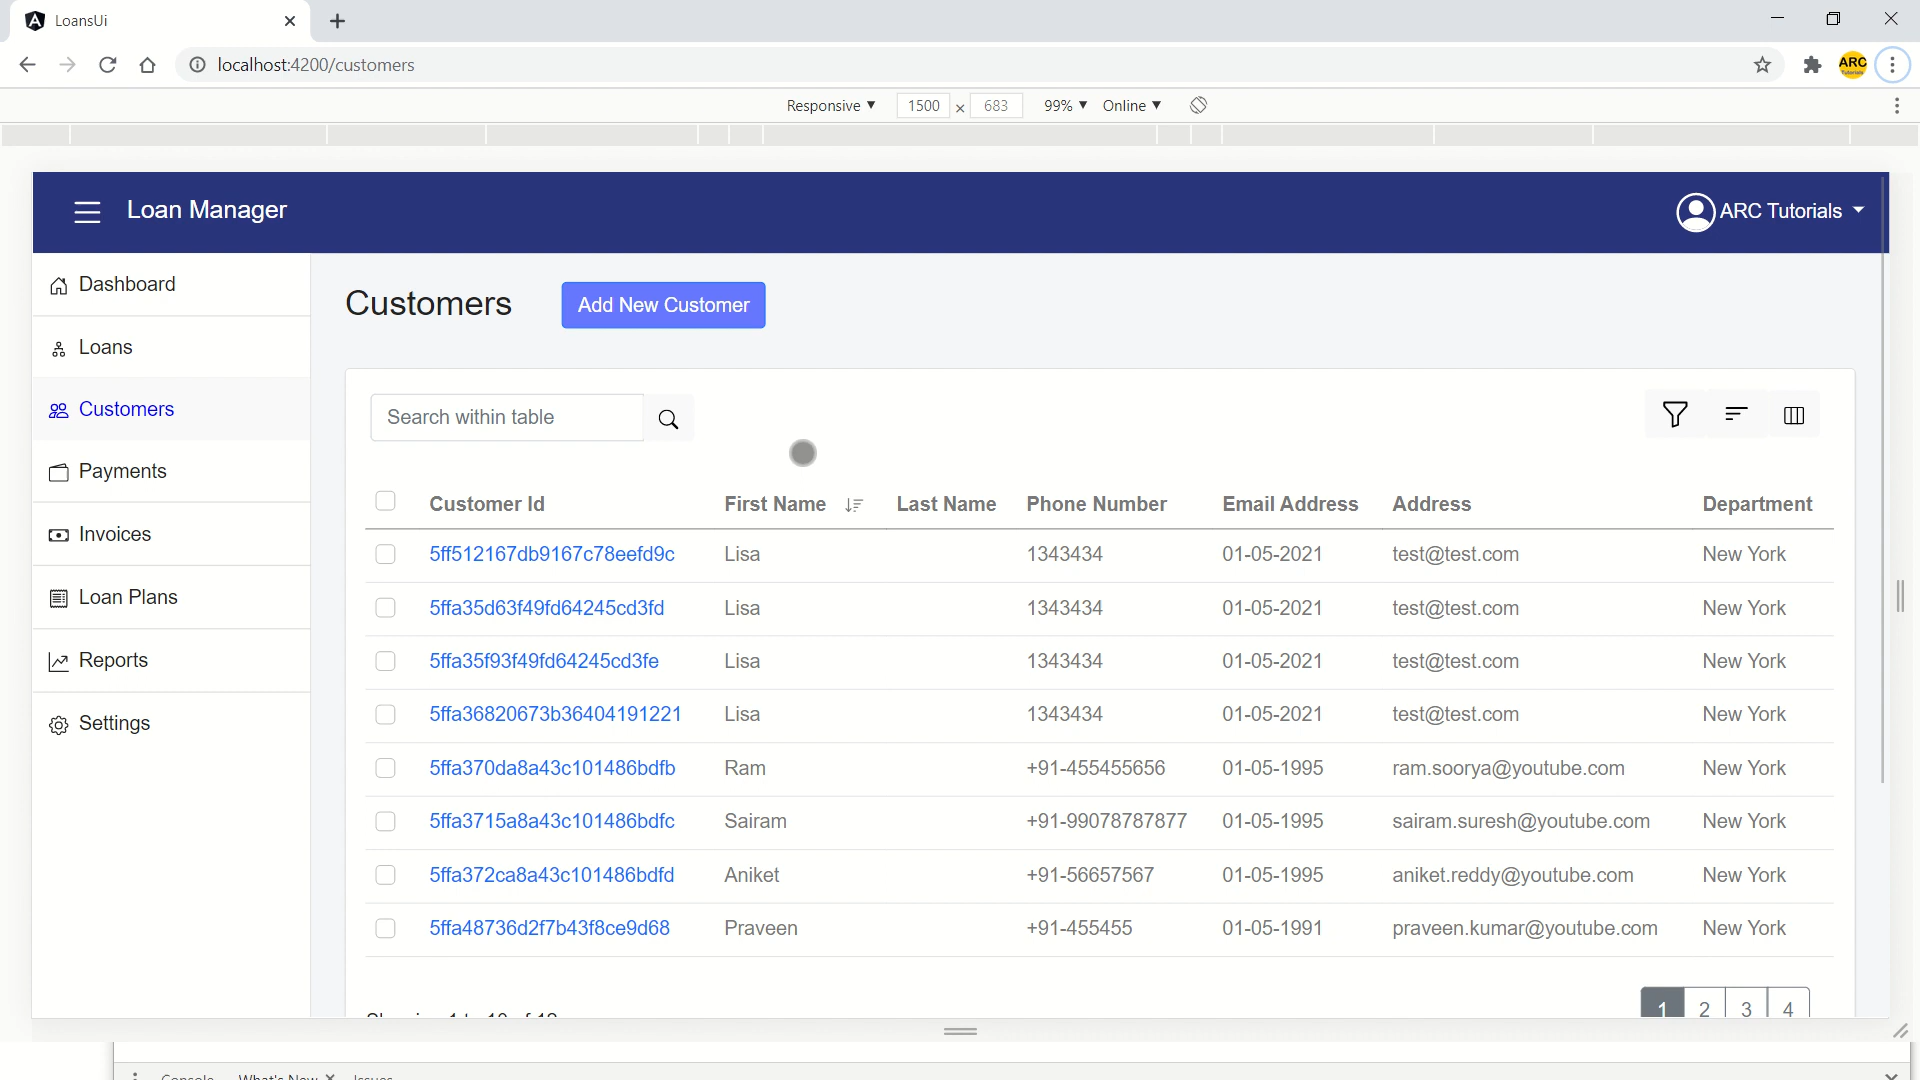 LoansUi
localhost:4200/customers
ARC
Responsive 1500 x 683 99% Online
Loan Manager
ARC Tutorials
Dashboard
Loans
Customers
Payments
Invoices
Loan Plans
Reports
Settings
Customers
Add New Customer
Search within table
Customer Id First Name Last Name Phone Number Email Address Address Department
5ff512167db9167c78eefd9c Lisa 1343434 01-05-2021 test@test.com New York
5ffa35d63f49fd64245cd3fd Lisa 1343434 01-05-2021 test@test.com New York
5ffa35f93f49fd64245cd3fe Lisa 1343434 01-05-2021 test@test.com New York
5ffa36820673b36404191221 Lisa 1343434 01-05-2021 test@test.com New York
5ffa370da8a43c101486bdfb Ram +91-455455656 01-05-1995 ram.soorya@youtube.com New York
5ffa3715a8a43c101486bdfc Sairam +91-99078787877 01-05-1995 sairam.suresh@youtube.com New York
5ffa372ca8a43c101486bdfd Aniket +91-56657567 01-05-1995 aniket.reddy@youtube.com New York
5ffa48736d2f7b43f8ce9d68 Praveen +91-455455 01-05-1991 praveen.kumar@youtube.com New York
1 2 3 4
Console What's New Issues